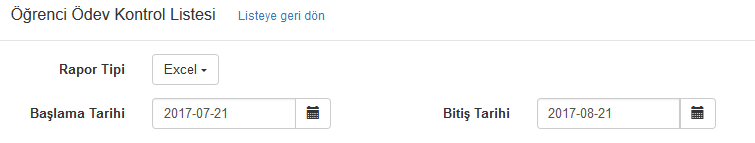 Öğrenci Ödev Kontrol Listesi Listeye geri dön
Rapor Tipi Excel
Başlama Tarihi 2017-07-21 Bitiş Tarihi 2017-08-21